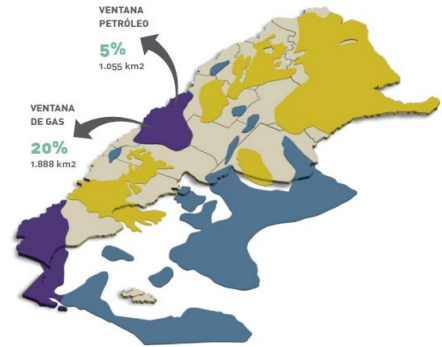 VENTANA
PETRÓLEO
5%
1.055 km2
VENTANA
DE GAS
20%
1.888 km2